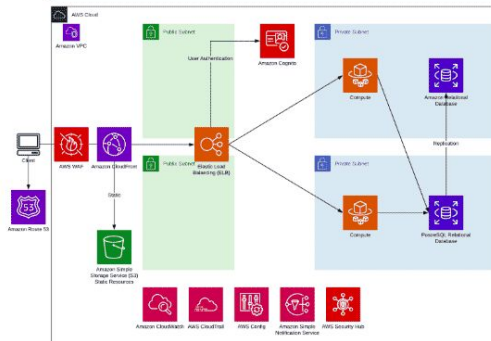 AWS Cloud
Amazon VPC
Public Subnet
User Authentication
Amazon Cognito
Private Subnet
Compute
Amazon Relational
Database
Client
AWS WAF
Amazon CloudFront
Elastic Load
Balancing (ELB)
Replication
Public Subnet
Private Subnet
Static
Amazon Route 53
Compute
Database
Amazon Simple
Storage Service (S3)
Static Resources
Amazon CloudWatch
AWS CloudTrail
AWS Config
Amazon Simple
Notification Service
AWS Security Hub